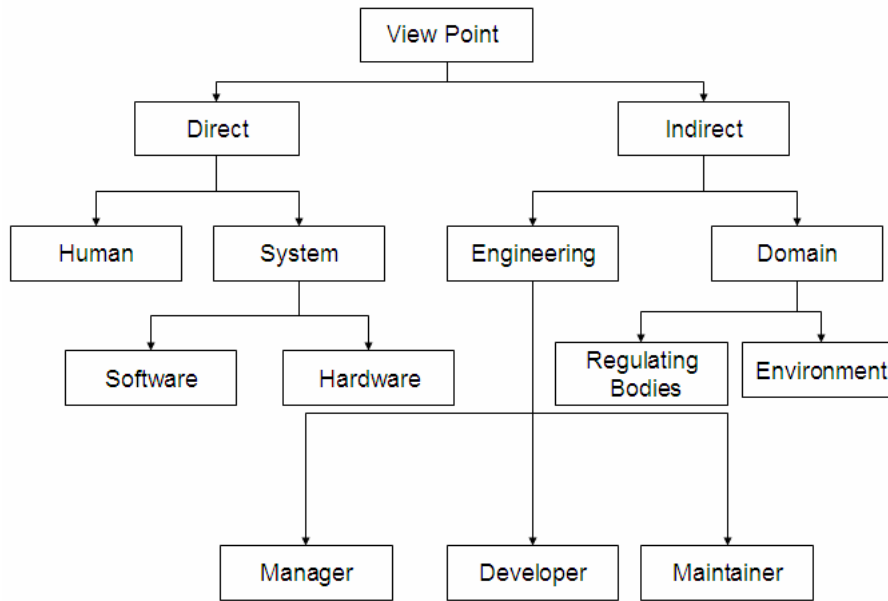 View Point
Direct
Indirect
Human
System
Engineering
Domain
Software
Hardware
Regulating
Bodies
Environment
Manager
Developer
Maintainer